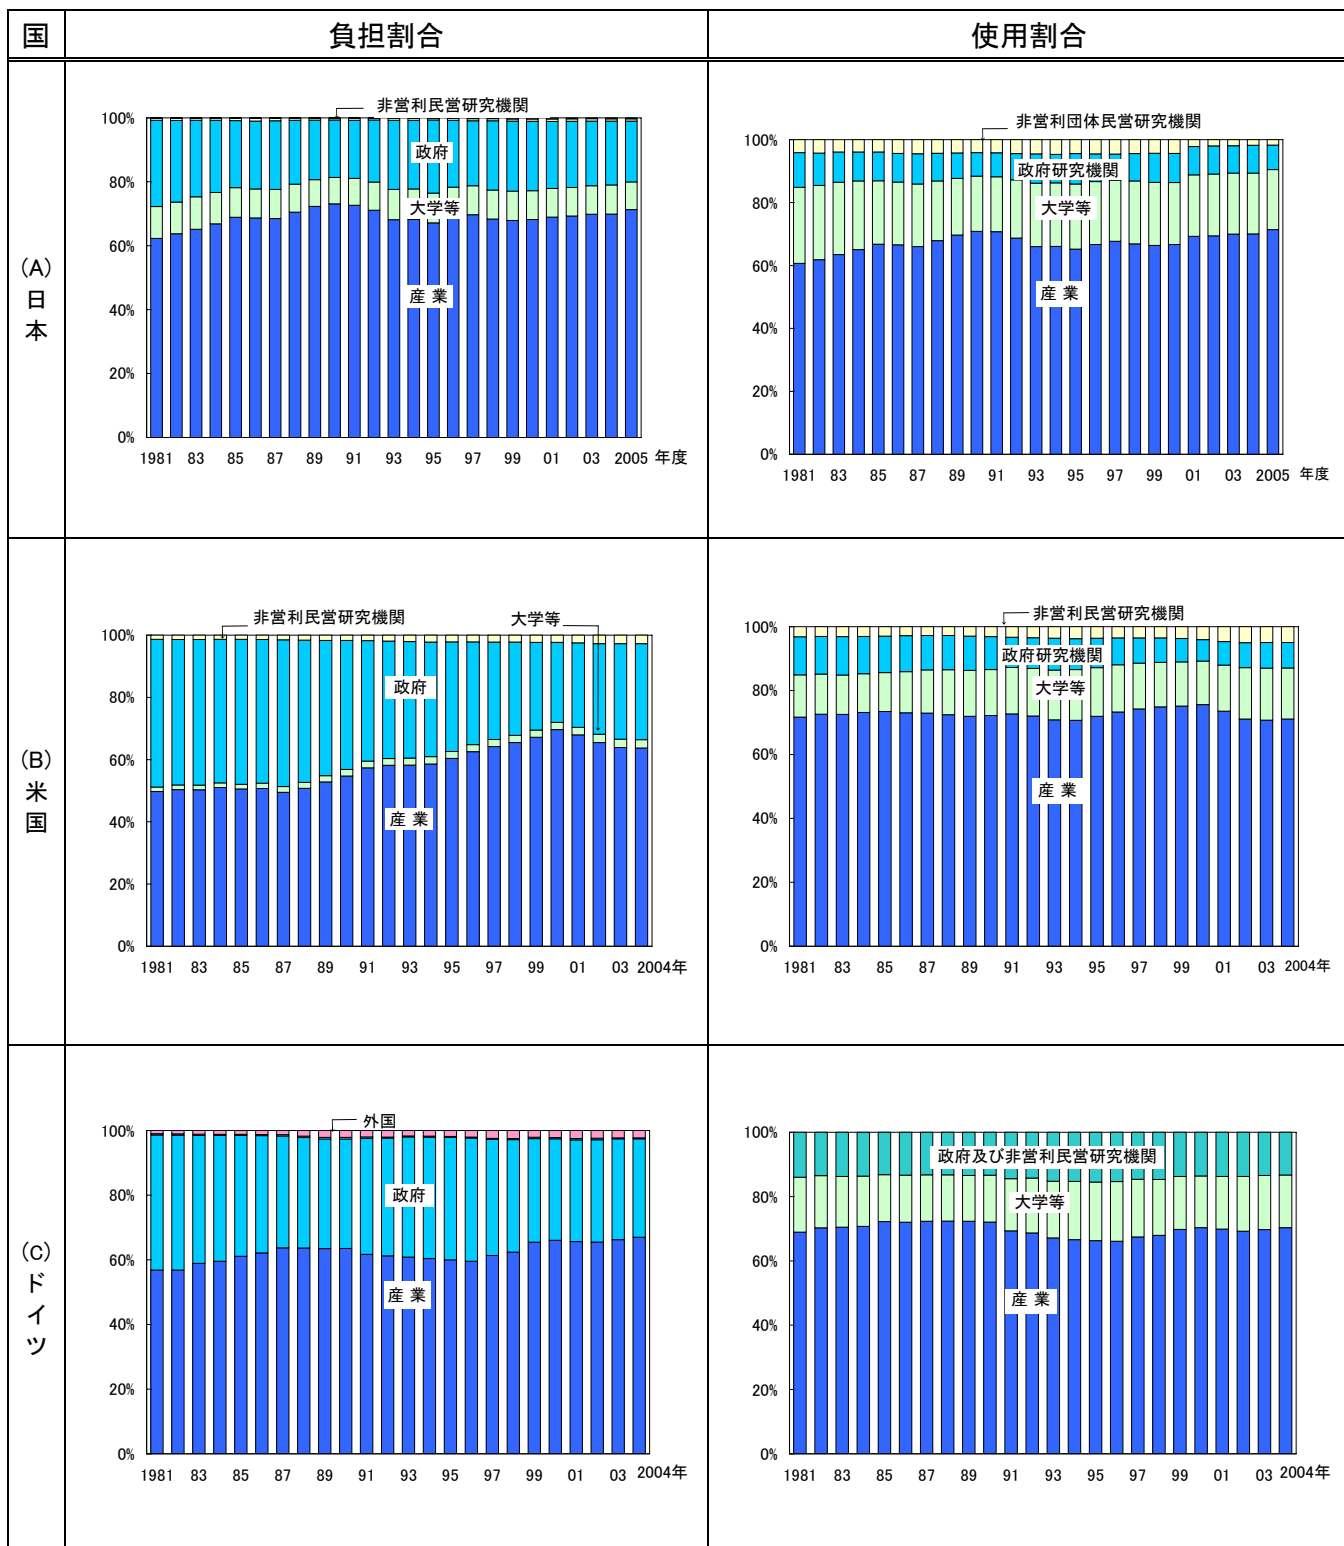 国 負担割合 使用割合
(A)
日
本
非営利民営研究機関
100%
80%
60%
40%
20%
0%
政府
大学等
産業
1981 83 85 87 89 91 93 95 97 99 01 03 2005 年度
非営利団体民営研究機関
100%
80%
60%
40%
20%
0%
政府研究機関
大学等
産業
1981 83 85 87 89 91 93 95 97 99 01 03 2005 年度
(B)
米
国
非営利民営研究機関 大学等
100%
80%
60%
40%
20%
0%
政府
産業
1981 83 85 87 89 91 93 95 97 99 01 03 2004年
非営利民営研究機関
100%
80%
60%
40%
20%
0%
政府研究機関
大学等
産業
1981 83 85 87 89 91 93 95 97 99 01 03 2004年
(C)
ド
イ
ツ
外国
100%
80%
60%
40%
20%
0%
政府
産業
1981 83 85 87 89 91 93 95 97 99 01 03 2004年
100%
80%
60%
40%
20%
0%
政府及び非営利民営研究機関
大学等
産業
1981 83 85 87 89 91 93 95 97 99 01 03 2004年